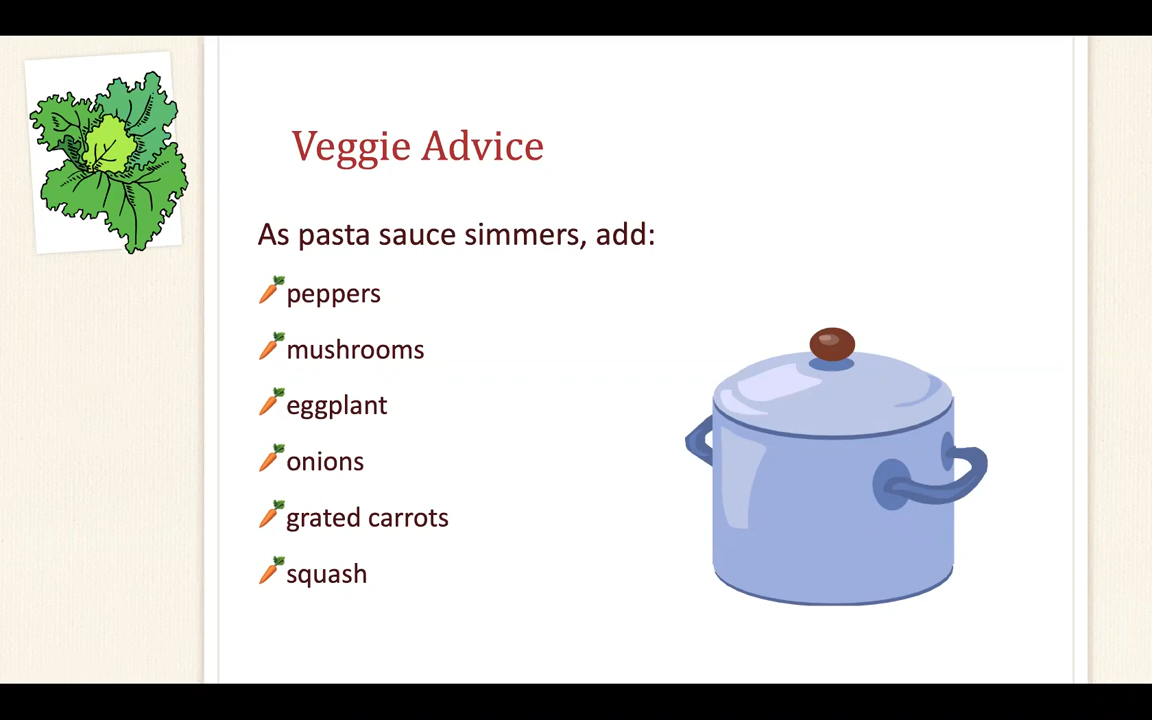 Veggie Advice
As pasta sauce simmers, add:
peppers
mushrooms
eggplant
onions
grated carrots
squash